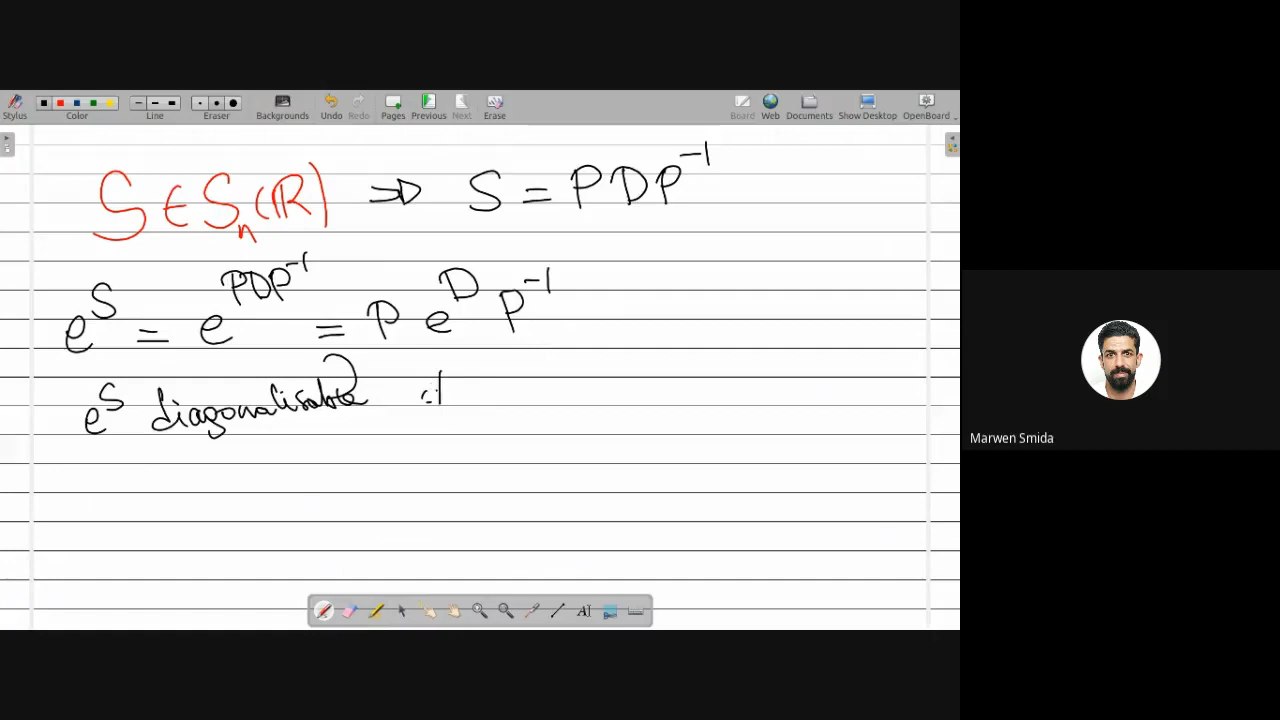 Stylus Color Line Eraser Backgrounds Undo Redo Pages Previous Next Erase Board Web Documents Show Desktop OpenBoard
S ∈ Sn(ℝ) ⇒ S = PDP⁻¹
e^S = e^{PDP⁻¹} = P e^D P⁻¹
e^S diagonalisable
Marwen Smida
AI